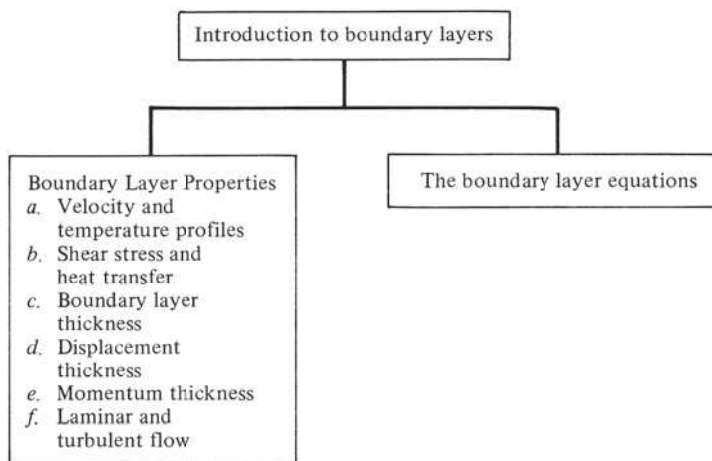 Introduction to boundary layers
Boundary Layer Properties
a. Velocity and
temperature profiles
b. Shear stress and
heat transfer
c. Boundary layer
thickness
d. Displacement
thickness
e. Momentum thickness
f. Laminar and
turbulent flow
The boundary layer equations